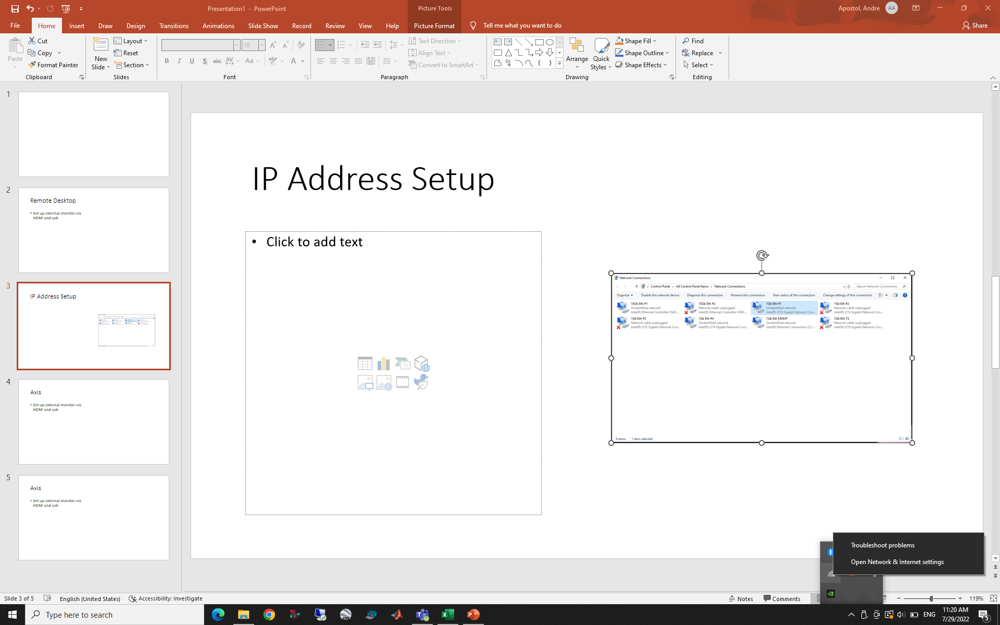 Presentation1 - PowerPoint
Picture Tools
Apostol, Andre
AA
File
Home
Insert
Draw
Design
Transitions
Animations
Slide Show
Record
Review
View
Help
Picture Format
Tell me what you want to do
Share
Paste
Cut
Copy
Format Painter
Clipboard
New
Slide
Layout
Reset
Section
Slides
18
B I U S abc AV Aa
Font
Text Direction
Align Text
Convert to SmartArt
Paragraph
Arrange
Quick
Styles
Shape Fill
Shape Outline
Shape Effects
Drawing
Find
Replace
Select
Editing
1
2
Remote Desktop
• Set up external monitor via
HDMI and usb
3
IP Address Setup
4
Axis
• Set up external monitor via
HDMI and usb
5
Axis
• Set up external monitor via
HDMI and usb
IP Address Setup
• Click to add text
Network Connections
Control Panel › All Control Panel Items › Network Connections
Search Network Connections
Organize
Disable this network device
Diagnose this connection
Rename this connection
View status of this connection
Change settings of this connection
10Gb Eth #1
Unidentified network
Intel(R) Ethernet Controller X540-...
10Gb Eth #2
Network cable unplugged
Intel(R) Ethernet Controller X540-...
1Gb Eth #1
Unidentified network
Intel(R) I210 Gigabit Network Con...
1Gb Eth #2
Network cable unplugged
Intel(R) I210 Gigabit Network Con...
1Gb Eth #3
Network cable unplugged
Intel(R) I210 Gigabit Network Con...
1Gb Eth #4
Unidentified network
Intel(R) I210 Gigabit Network Con...
1Gb Eth MGMT
Unidentified network
Intel(R) Ethernet Connection (2) I...
1Gb Eth TS
Network cable unplugged
Intel(R) I210 Gigabit Network Con...
8 items
1 item selected
Troubleshoot problems
Open Network & Internet settings
Slide 3 of 5
English (United States)
Accessibility: Investigate
Notes
Comments
119%
Type here to search
ENG
11:20 AM
7/29/2022
5